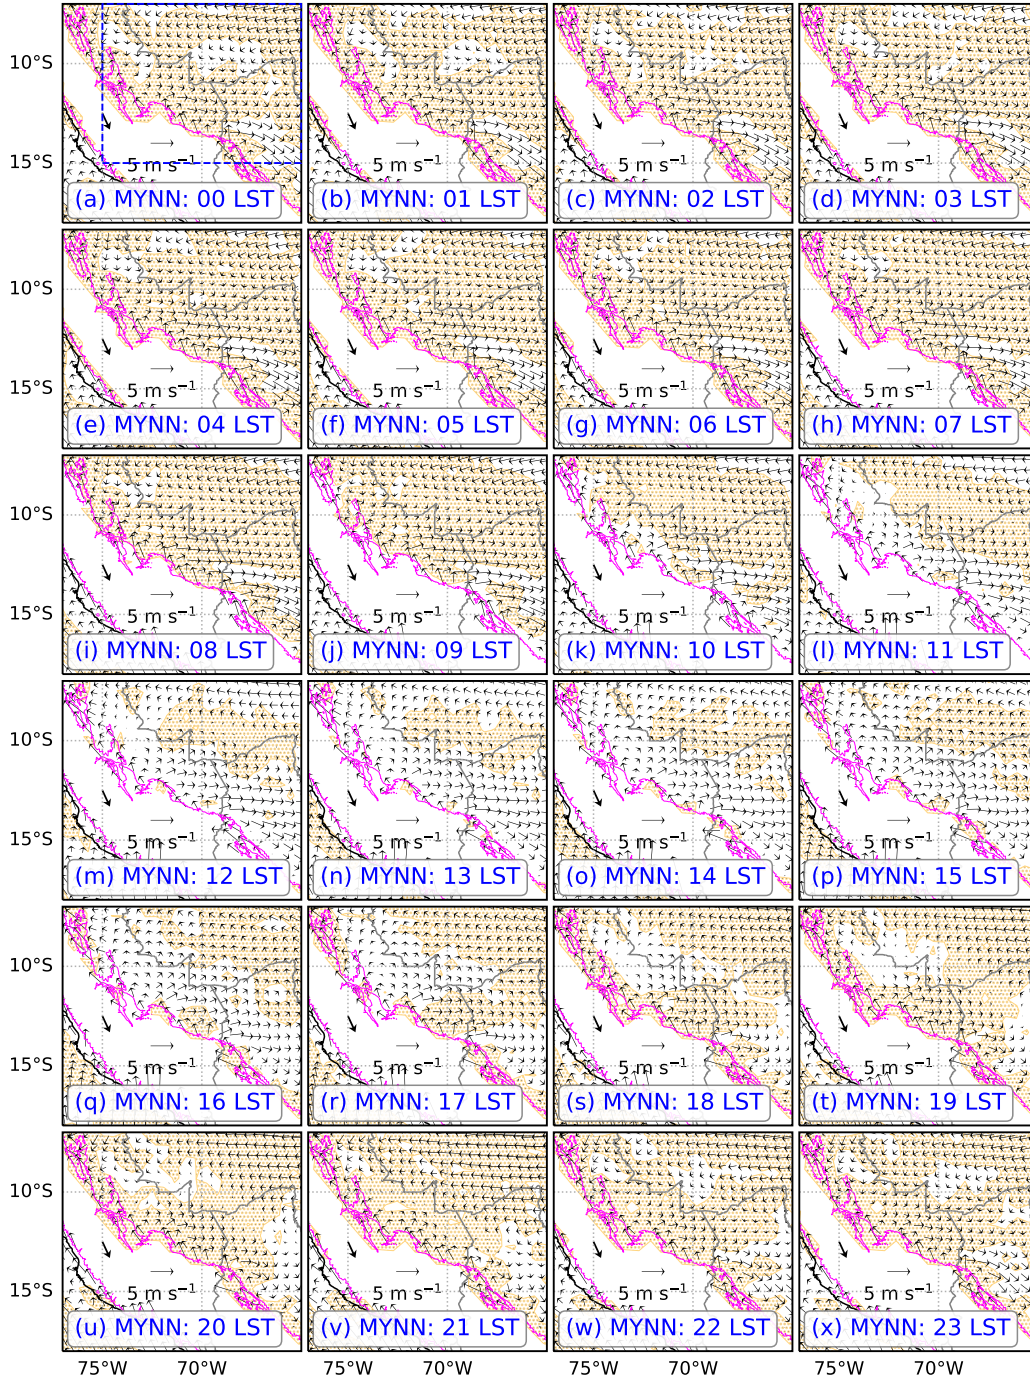 10°S
15°S
5 m s⁻¹ 5 m s⁻¹ 5 m s⁻¹ 5 m s⁻¹
(a) MYNN: 00 LST (b) MYNN: 01 LST (c) MYNN: 02 LST (d) MYNN: 03 LST
10°S
15°S
5 m s⁻¹ 5 m s⁻¹ 5 m s⁻¹ 5 m s⁻¹
(e) MYNN: 04 LST (f) MYNN: 05 LST (g) MYNN: 06 LST (h) MYNN: 07 LST
10°S
15°S
5 m s⁻¹ 5 m s⁻¹ 5 m s⁻¹ 5 m s⁻¹
(i) MYNN: 08 LST (j) MYNN: 09 LST (k) MYNN: 10 LST (l) MYNN: 11 LST
10°S
15°S
5 m s⁻¹ 5 m s⁻¹ 5 m s⁻¹ 5 m s⁻¹
(m) MYNN: 12 LST (n) MYNN: 13 LST (o) MYNN: 14 LST (p) MYNN: 15 LST
10°S
15°S
5 m s⁻¹ 5 m s⁻¹ 5 m s⁻¹ 5 m s⁻¹
(q) MYNN: 16 LST (r) MYNN: 17 LST (s) MYNN: 18 LST (t) MYNN: 19 LST
10°S
15°S
5 m s⁻¹ 5 m s⁻¹ 5 m s⁻¹ 5 m s⁻¹
(u) MYNN: 20 LST (v) MYNN: 21 LST (w) MYNN: 22 LST (x) MYNN: 23 LST
75°W 70°W 75°W 70°W 75°W 70°W 75°W 70°W